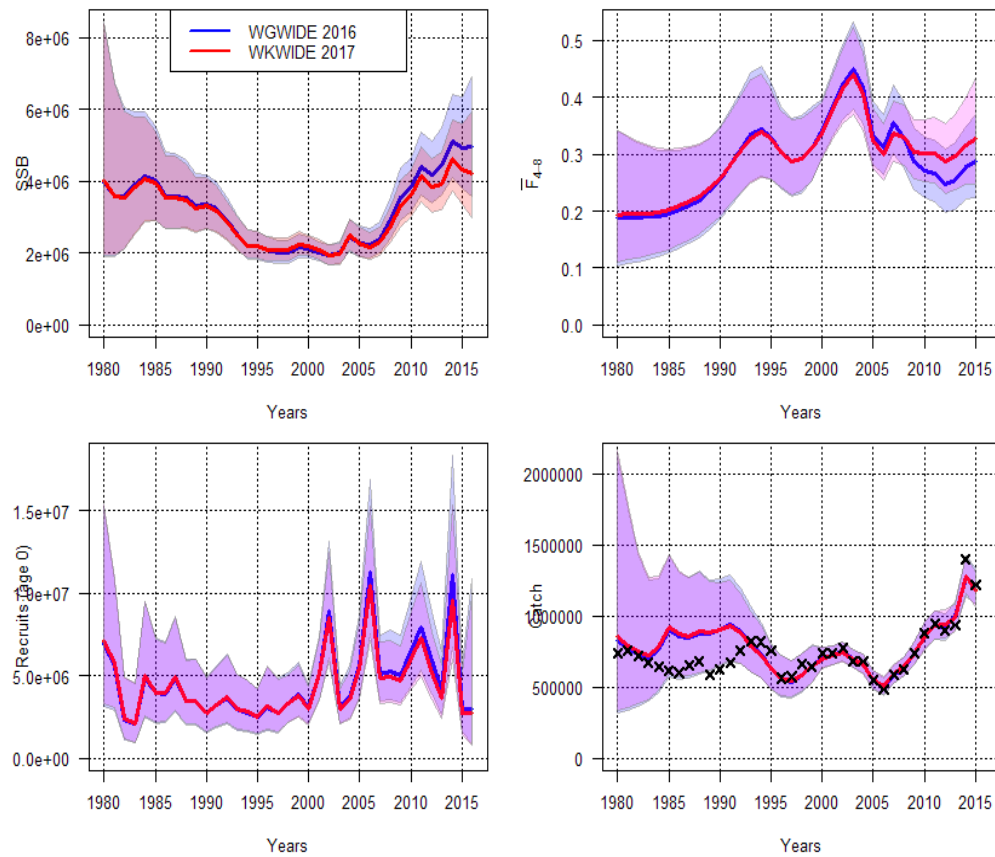 WGWIDE 2016
WKWIDE 2017
SSB
8e+06
6e+06
4e+06
2e+06
0e+00
1980 1985 1990 1995 2000 2005 2010 2015
Years
F4-8
0.5
0.4
0.3
0.2
0.1
0.0
1980 1985 1990 1995 2000 2005 2010 2015
Years
Recruits (age 0)
1.5e+07
1.0e+07
5.0e+06
0.0e+00
1980 1985 1990 1995 2000 2005 2010 2015
Years
Catch
2000000
1500000
1000000
500000
0
1980 1985 1990 1995 2000 2005 2010 2015
Years